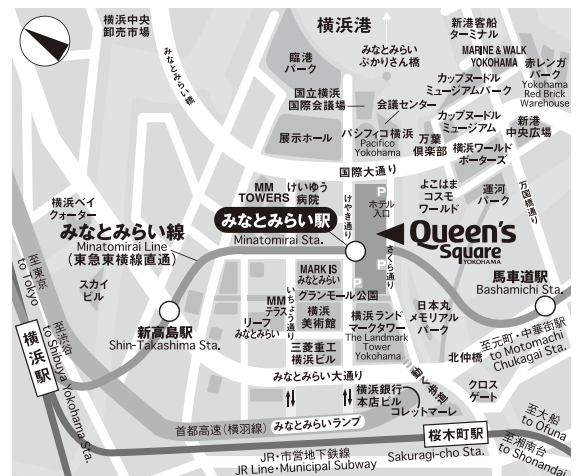 横浜中央
卸売市場
みなとみらい橋
横浜港
臨港
パーク
みなとみらい
ぷかりさん橋
新港客船
ターミナル
MARINE & WALK
YOKOHAMA
赤レンガ
パーク
Yokohama
Red Brick
Warehouse
カップヌードル
ミュージアムパーク
国立横浜
国際会議場
会議センター
カップヌードル
ミュージアム
新港
中央広場
展示ホール
パシフィコ横浜
Pacifico
Yokohama
万葉
倶楽部
横浜ワールド
ポーターズ
国際大通り
MM
TOWERS
けいゆう
病院
けやき通り
P
ホテル
入口
よこはま
コスモ
ワールド
運河
パーク
万国橋通り
横浜ベイ
クォーター
みなとみらい線
Minatomirai Line
(東急東横線直通)
みなとみらい駅
Minatomirai Sta.
P
さくら通り
Queen's
Square
YOKOHAMA
馬車道駅
Bashamichi Sta.
至東京
to Tokyo
スカイ
ビル
MARK IS
みなとみらい
P
グランモール公園
いちょう通り
MM
テラス
リーフ
みなとみらい
横浜
美術館
P
横浜ランド
マークタワー
The Landmark
Tower
Yokohama
日本丸
メモリアル
パーク
新高島駅
Shin-Takashima Sta.
横浜駅
Yokohama Sta.
至渋谷
to Shibuya
三菱重工
横浜ビル
北仲橋
至元町・中華街駅
to Motomachi
Chukagai Sta.
みなとみらい大通り
動く歩道
クロス
ゲート
横浜銀行
本店ビル
コレットマーレ
首都高速(横羽線)
みなとみらいランプ
桜木町駅
Sakuragi-cho Sta.
至大船
to Ofuna
至湘南台
to Shonandai
JR・市営地下鉄線
JR Line・Municipal Subway